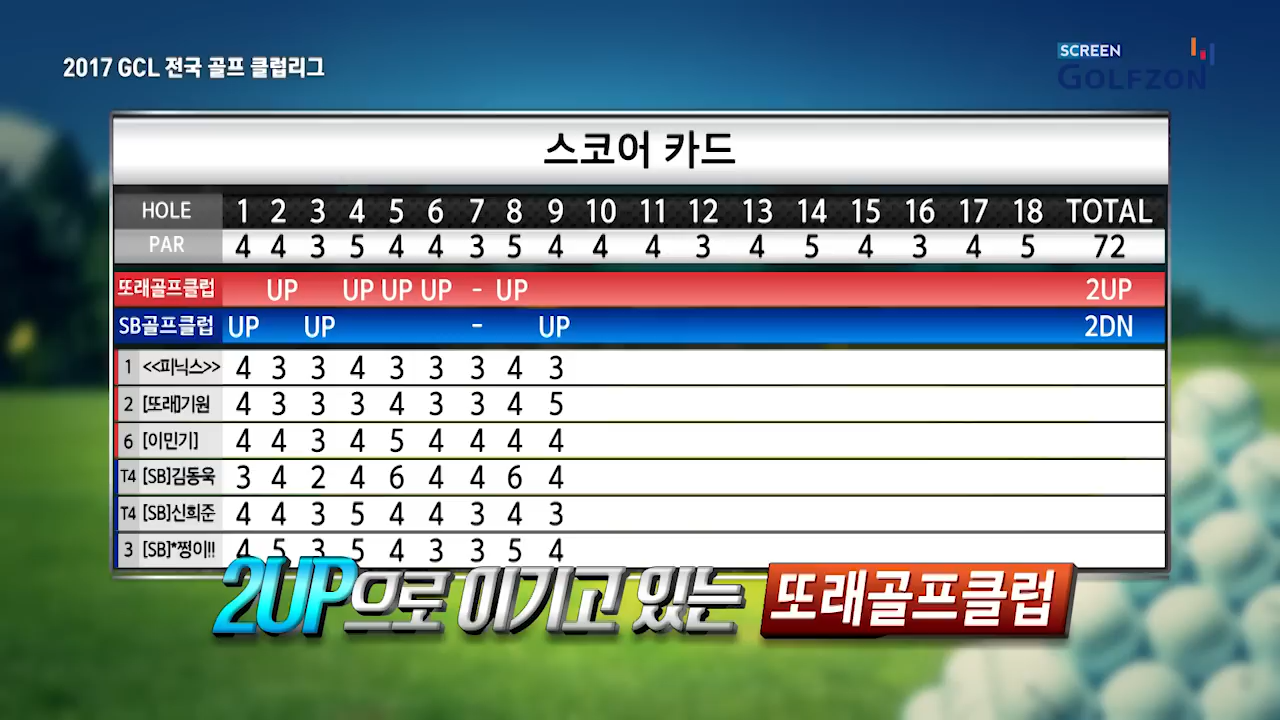 2017 GCL 전국 골프 클럽리그
SCREEN
GOLFZON
스코어 카드
HOLE 1 2 3 4 5 6 7 8 9 10 11 12 13 14 15 16 17 18 TOTAL
PAR 4 4 3 5 4 4 3 5 4 4 4 3 4 5 4 3 4 5 72
또래골프클럽 UP UP UP UP - UP 2UP
SB골프클럽 UP UP - UP 2DN
1 <<피닉스>> 4 3 3 4 3 3 3 4 3
2 [또래]기원 4 3 3 3 4 3 3 4 5
6 [이민기] 4 4 3 4 5 4 4 4 4
T4 [SB]김동욱 3 4 2 4 6 4 4 6 4
T4 [SB]신희준 4 4 3 5 4 4 3 4 3
3 [SB]*쩡이!! 4 5 3 5 4 3 3 5 4
2UP으로 이기고 있는 또래골프클럽